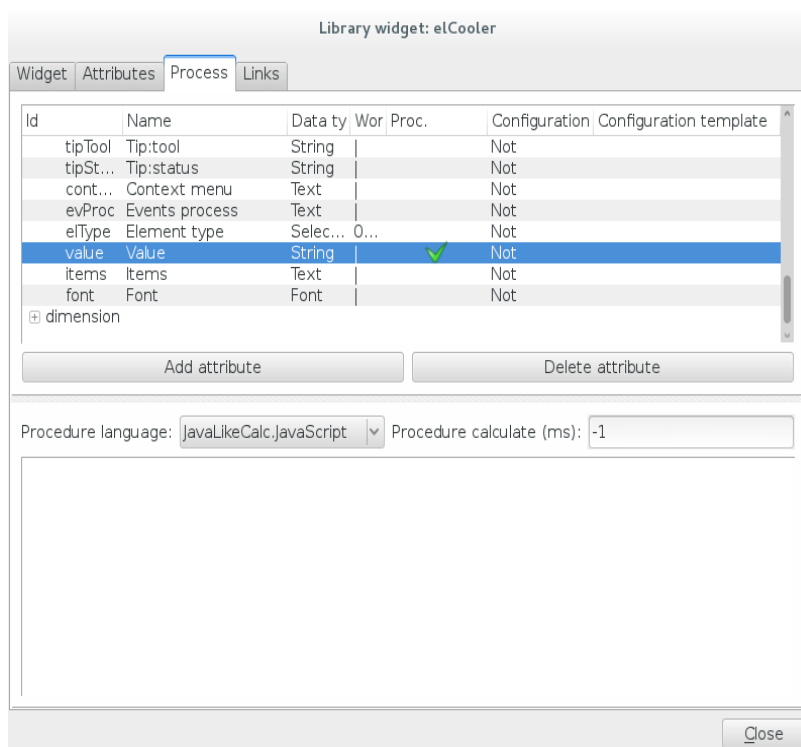 Library widget: elCooler
Widget Attributes Process Links
Id Name Data ty Wor Proc. Configuration Configuration template
tipTool Tip:tool String | Not
tipSt... Tip:status String | Not
cont... Context menu Text | Not
evProc Events process Text | Not
elType Element type Selec... 0... Not
value Value String | Not
items Items Text | Not
font Font Font | Not
dimension
Add attribute Delete attribute
Procedure language: JavaLikeCalc.JavaScript Procedure calculate (ms): -1
Close